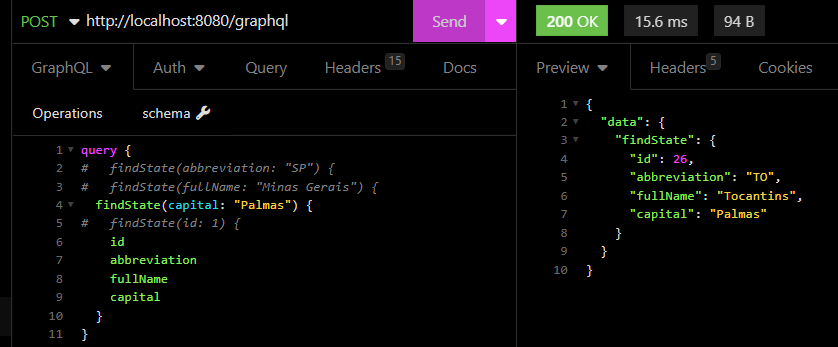 POST http://localhost:8080/graphql Send 200 OK 15.6 ms 94 B
GraphQL Auth Query Headers 15 Docs Preview Headers 5 Cookies
Operations schema
1 query {
2 #   findState(abbreviation: "SP") {
3 #   findState(fullName: "Minas Gerais") {
4   findState(capital: "Palmas") {
5 #   findState(id: 1) {
6     id
7     abbreviation
8     fullName
9     capital
10   }
11 }
1 {
2   "data": {
3     "findState": {
4       "id": 26,
5       "abbreviation": "TO",
6       "fullName": "Tocantins",
7       "capital": "Palmas"
8     }
9   }
10 }